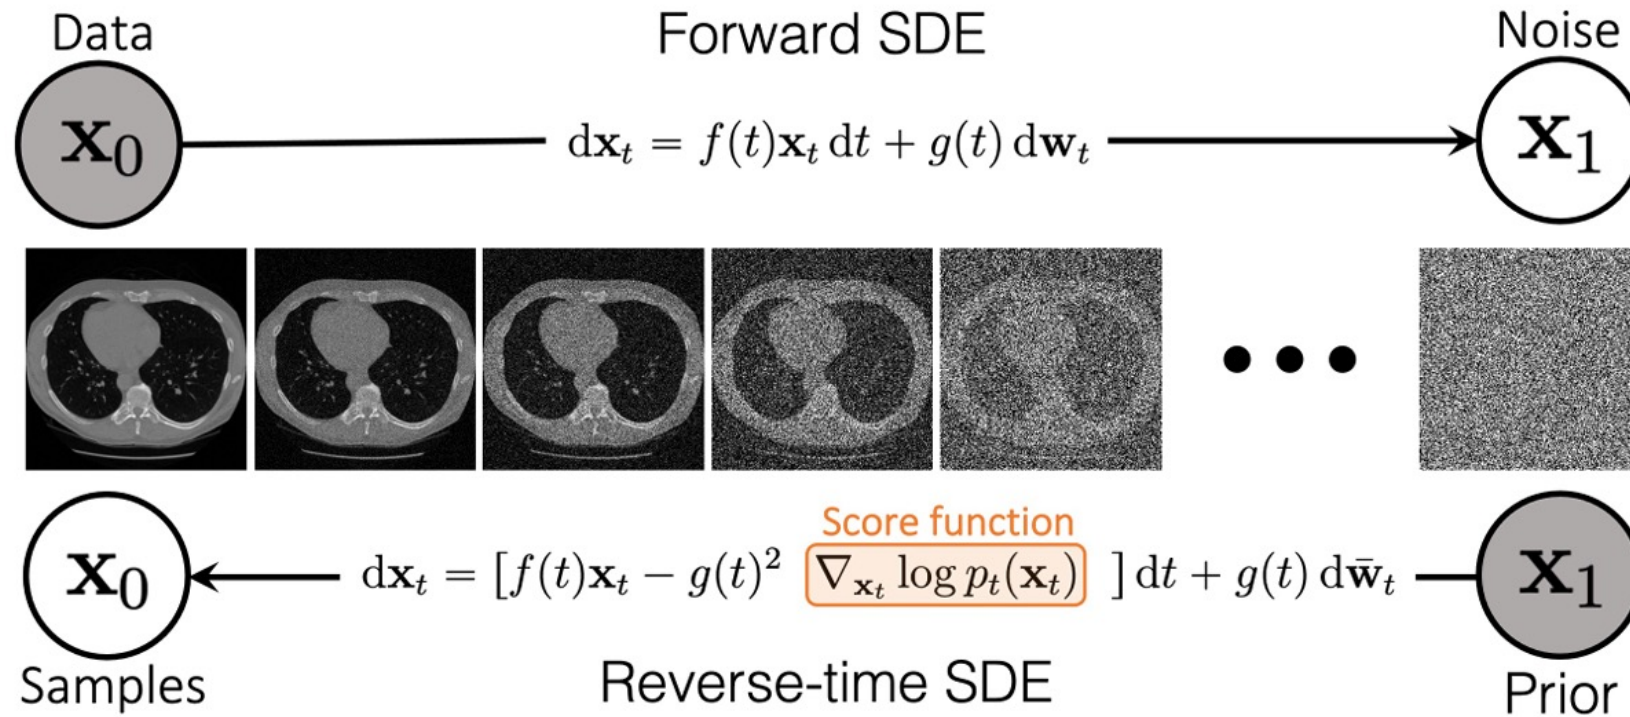 Data
Forward SDE
Noise
x₀
dxₜ = f(t)xₜ dt + g(t) dwₜ
x₁
Score function
x₀
dxₜ = [f(t)xₜ − g(t)² ∇ₓₜ log pₜ(xₜ) ] dt + g(t) dw̄ₜ
x₁
Samples
Reverse-time SDE
Prior